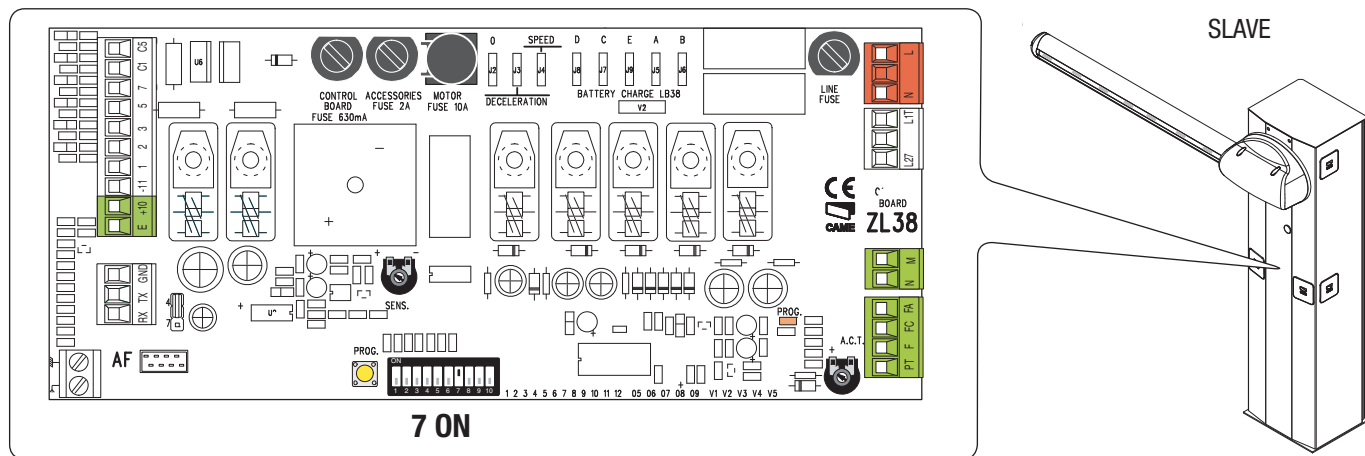 SLAVE
C5
C1
7
5
3
2
1
-11
+10
E
GND
TX
RX
4
7
AF
U6
CONTROL
BOARD
FUSE 630mA
ACCESSORIES
FUSE 2A
MOTOR
FUSE 10A
0
SPEED
D C E A B
J2 J3 J4 J8 J7 J9 J5 J6
DECELERATION
BATTERY CHARGE LB38
V2
LINE
FUSE
L
N
L1T
L27
CE
CAME
BOARD
ZL38
M
N
FA
FC
F
PT
SENS.
PROG.
A.C.T.
PROG.
ON
1 2 3 4 5 6 7 8 9 10
1 2 3 4 5 6 7 8 9 10 11 12 05 06 07 08 09 V1 V2 V3 V4 V5
7 ON